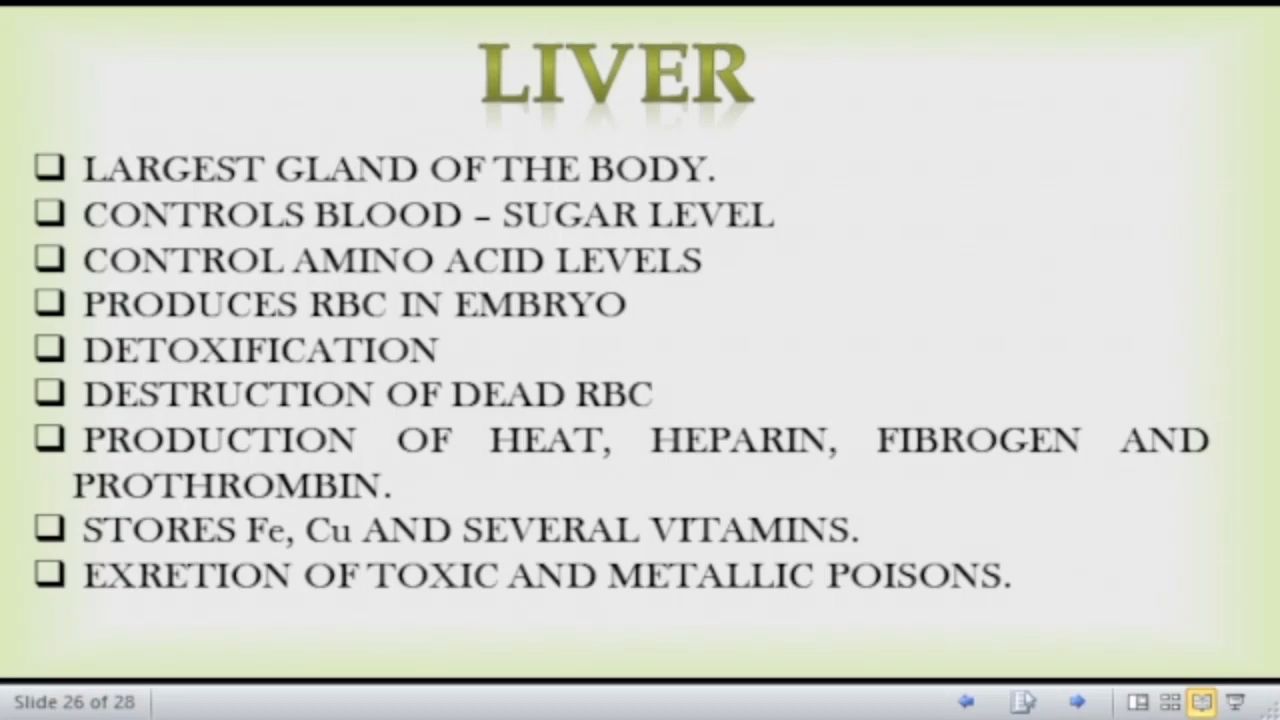 LIVER
❑ LARGEST GLAND OF THE BODY.
❑ CONTROLS BLOOD – SUGAR LEVEL
❑ CONTROL AMINO ACID LEVELS
❑ PRODUCES RBC IN EMBRYO
❑ DETOXIFICATION
❑ DESTRUCTION OF DEAD RBC
❑ PRODUCTION OF HEAT, HEPARIN, FIBROGEN AND
PROTHROMBIN.
❑ STORES Fe, Cu AND SEVERAL VITAMINS.
❑ EXRETION OF TOXIC AND METALLIC POISONS.
Slide 26 of 28